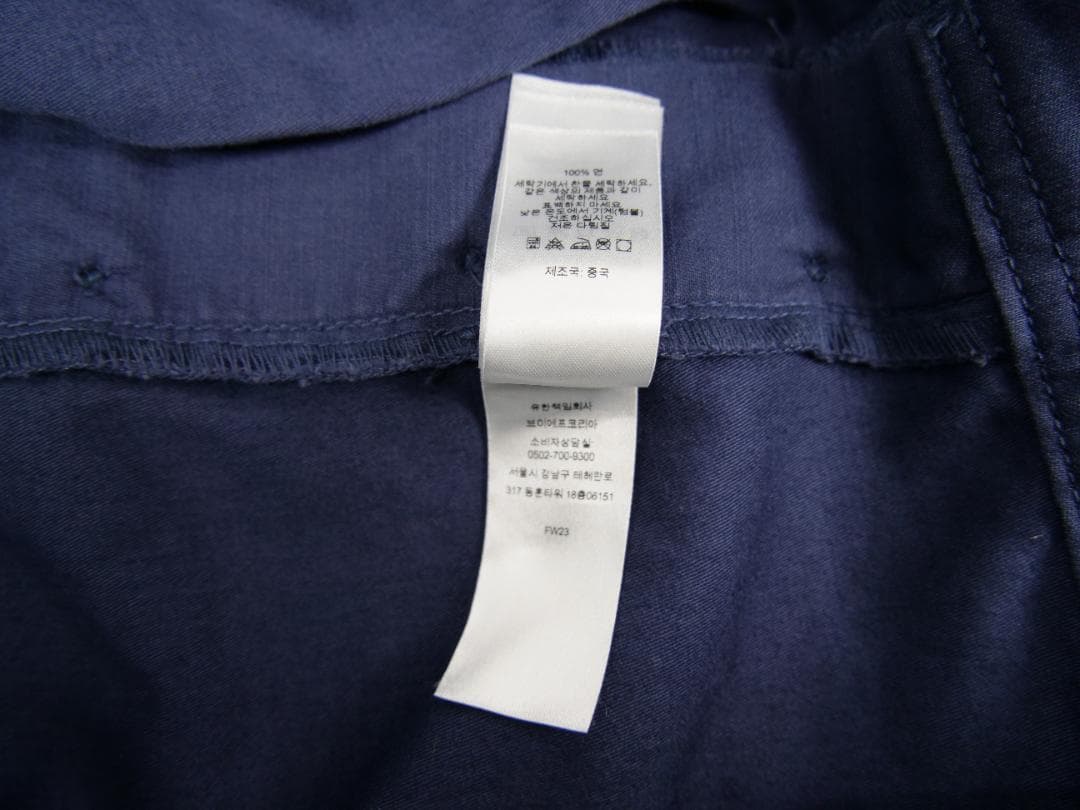 100% 면
세탁기에서 찬물 세탁하세요.
같은 색상의 제품과 같이
세탁하세요
표백하지 마세요
낮은 온도에서 기계(텀블)
건조하십시오
저온 다림질
제조국: 중국
유한책임회사
브이에프코리아
소비자상담실:
0502-700-9300
서울시 강남구 테헤란로
317 동훈타워 18층06151
FW23